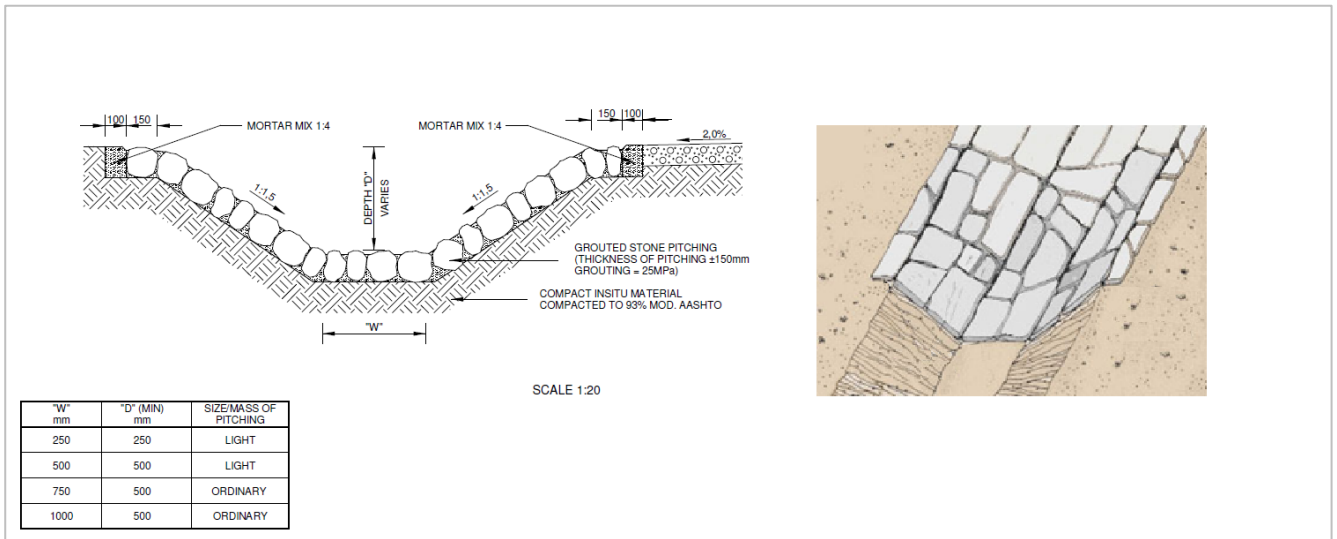 100
150
MORTAR MIX 1:4
MORTAR MIX 1:4
150
100
2,0%
1:1,5
DEPTH "D"
VARIES
1:1,5
GROUTED STONE PITCHING
(THICKNESS OF PITCHING ±150mm
GROUTING = 25MPa)
COMPACT INSITU MATERIAL
COMPACTED TO 93% MOD. AASHTO
"W"
SCALE 1:20
"W"
mm
"D" (MIN)
mm
SIZE/MASS OF
PITCHING
250
250
LIGHT
500
500
LIGHT
750
500
ORDINARY
1000
500
ORDINARY